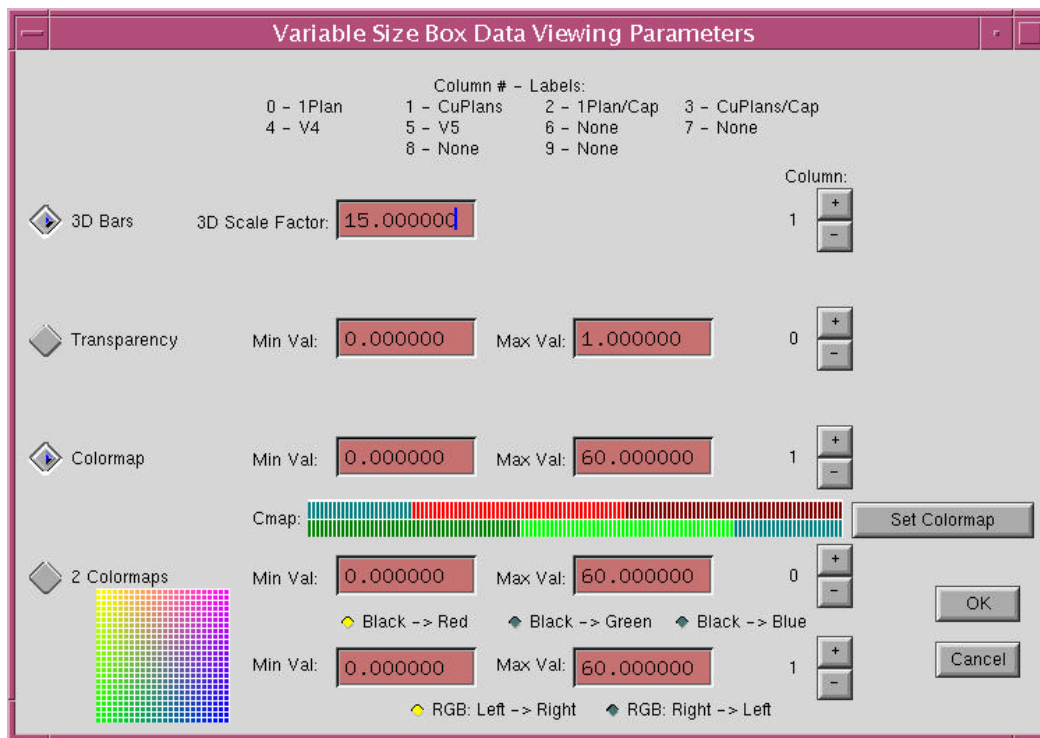 Variable Size Box Data Viewing Parameters
Column # - Labels:
0 - 1Plan 1 - CuPlans 2 - 1Plan/Cap 3 - CuPlans/Cap
4 - V4 5 - V5 6 - None 7 - None
8 - None 9 - None
Column:
3D Bars 3D Scale Factor: 15.000000 1 + -
Transparency Min Val: 0.000000 Max Val: 1.000000 0 + -
Colormap Min Val: 0.000000 Max Val: 60.000000 1 + -
Cmap: Set Colormap
2 Colormaps Min Val: 0.000000 Max Val: 60.000000 0 + -
OK
Black -> Red Black -> Green Black -> Blue
Min Val: 0.000000 Max Val: 60.000000 1 + - Cancel
RGB: Left -> Right RGB: Right -> Left